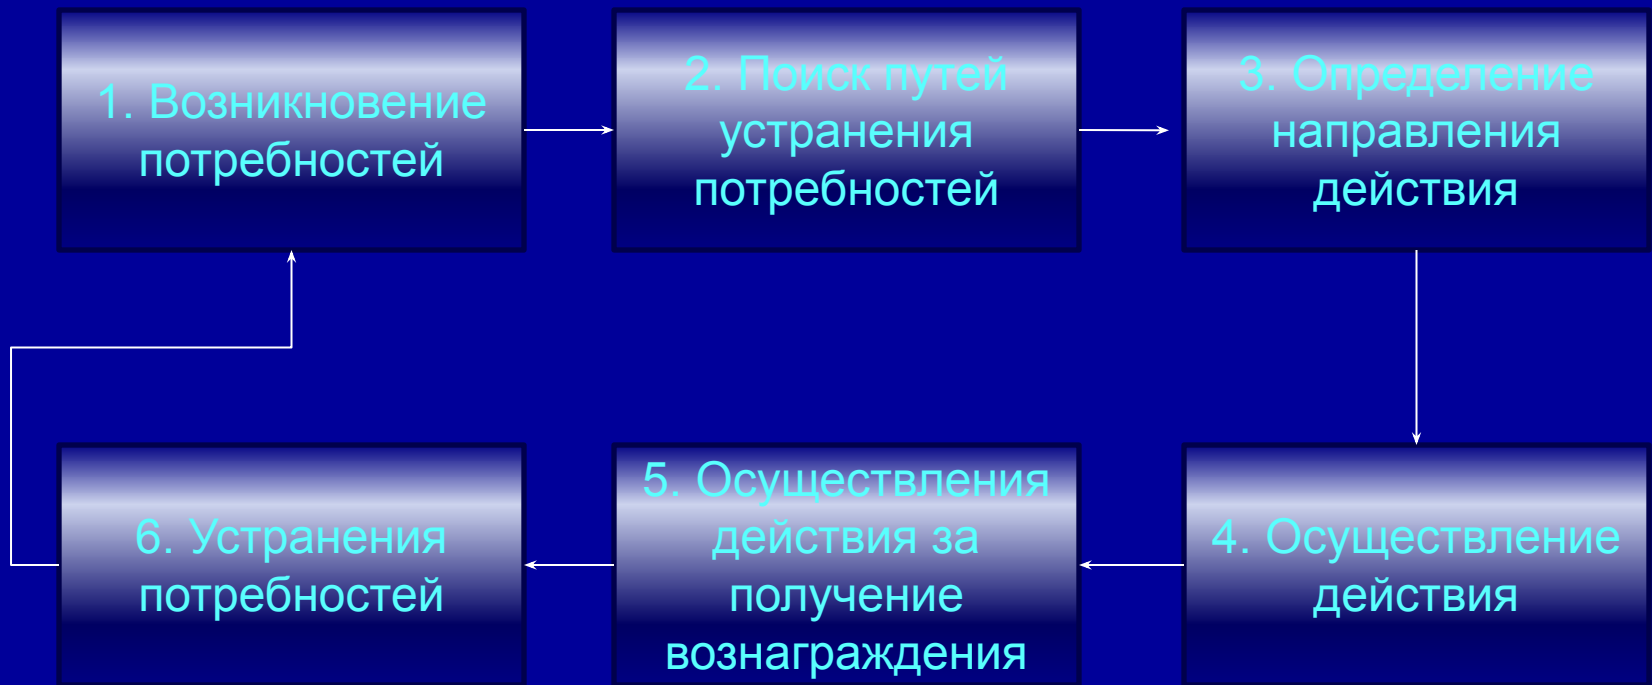 1. Возникновение
потребностей
2. Поиск путей
устранения
потребностей
3. Определение
направления
действия
4. Осуществление
действия
5. Осуществления
действия за
получение
вознаграждения
6. Устранения
потребностей